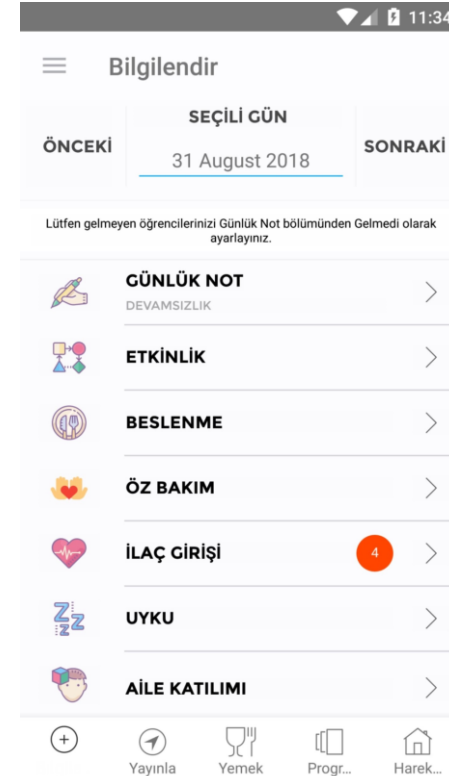 11:34
Bilgilendir
ÖNCEKİ
SEÇİLİ GÜN
31 August 2018
SONRAKİ
Lütfen gelmeyen öğrencilerinizi Günlük Not bölümünden Gelmedi olarak
ayarlayınız.
GÜNLÜK NOT
DEVAMSIZLIK
ETKİNLİK
BESLENME
ÖZ BAKIM
İLAÇ GİRİŞİ
4
UYKU
AİLE KATILIMI
Yayınla
Yemek
Progr...
Harek...